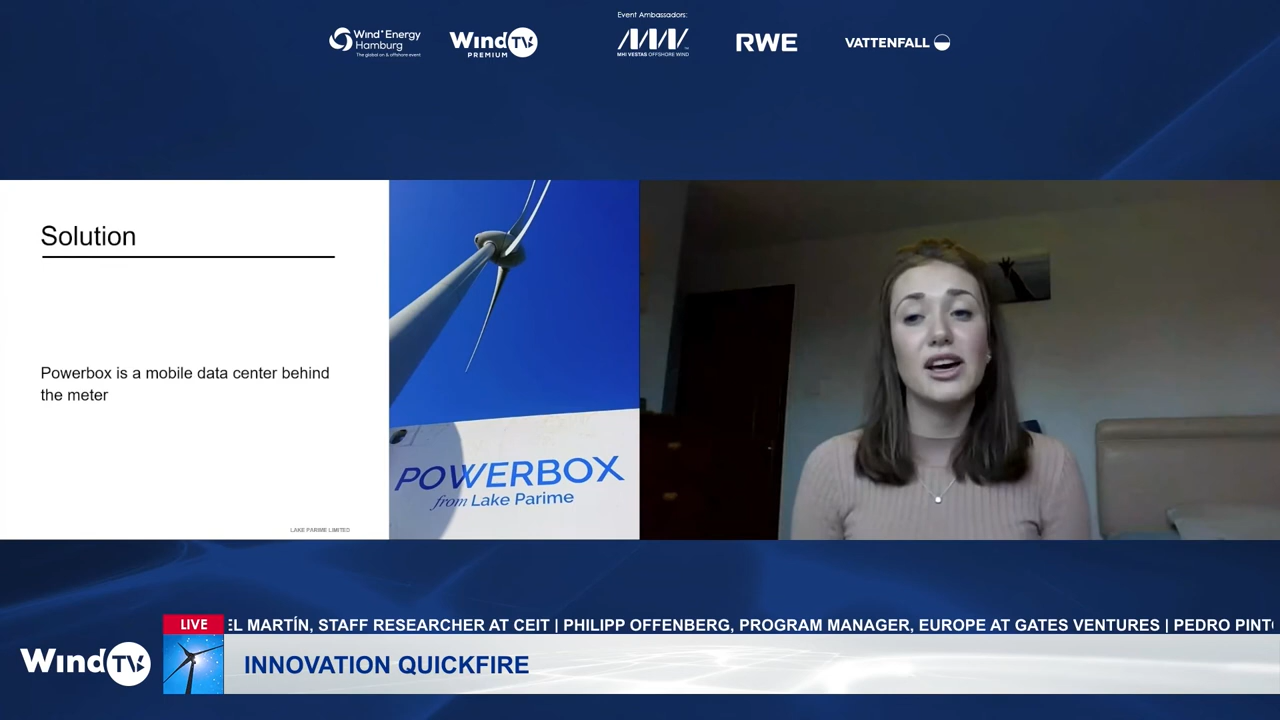 Event Ambassadors:
Wind Energy
Hamburg
The global on & offshore event
WindTV
PREMIUM
MHI VESTAS OFFSHORE WIND
RWE
VATTENFALL
Solution
Powerbox is a mobile data center behind
the meter
POWERBOX
from Lake Parime
LAKE PARIME LIMITED
LIVE
EL MARTÍN, STAFF RESEARCHER AT CEIT | PHILIPP OFFENBERG, PROGRAM MANAGER, EUROPE AT GATES VENTURES | PEDRO PINT
WindTV
INNOVATION QUICKFIRE